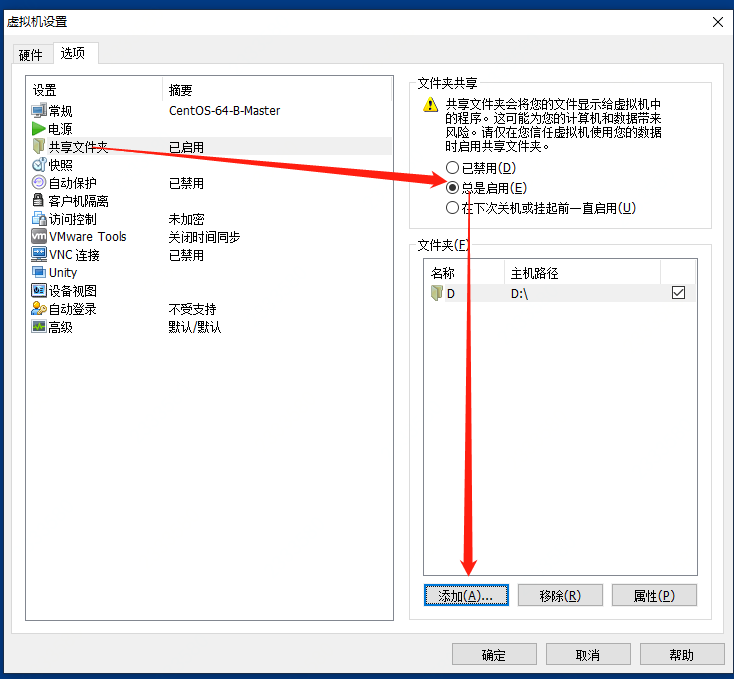 虚拟机设置
硬件 选项
设置 摘要
常规 CentOS-64-B-Master
电源
共享文件夹 已启用
快照
自动保护 已禁用
客户机隔离
访问控制 未加密
vm VMware Tools 关闭时间同步
VNC 连接 已禁用
Unity
设备视图
自动登录 不受支持
高级 默认/默认
文件夹共享
共享文件夹会将您的文件显示给虚拟机中
的程序。这可能为您的计算机和数据带来
风险。请仅在您信任虚拟机使用您的数据
时启用共享文件夹。
已禁用(D)
总是启用(E)
在下次关机或挂起前一直启用(U)
文件夹(F)
名称 主机路径
D D:\
添加(A)... 移除(R) 属性(P)
确定 取消 帮助